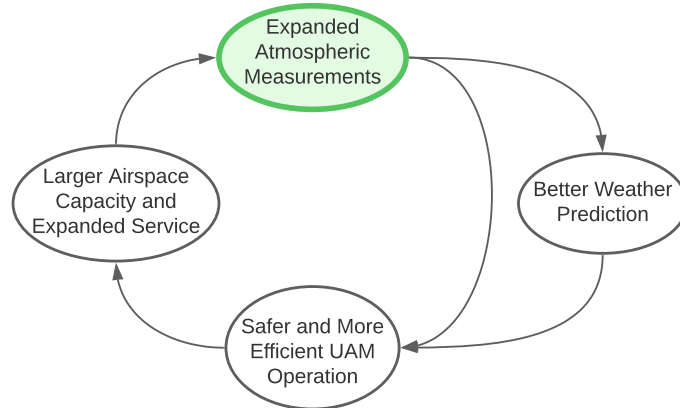 Expanded
Atmospheric
Measurements
Larger Airspace
Capacity and
Expanded Service
Better Weather
Prediction
Safer and More
Efficient UAM
Operation